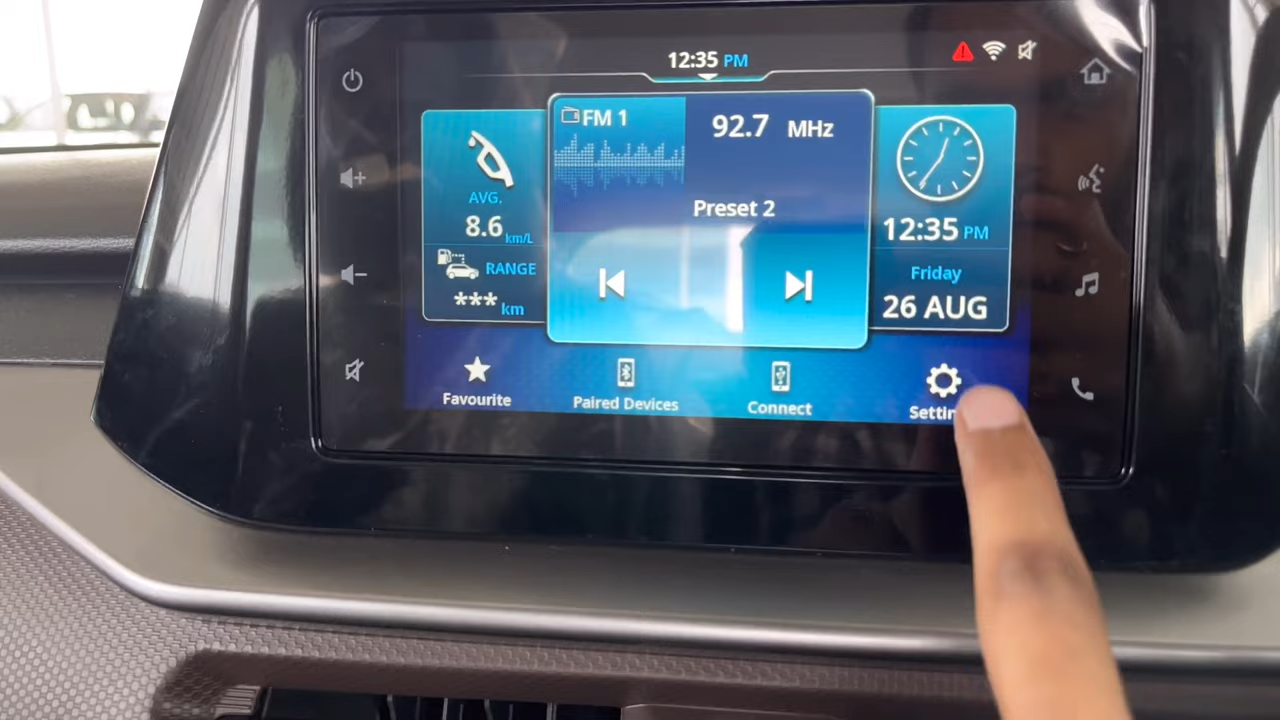 12:35 PM
FM 1
92.7 MHz
Preset 2
AVG.
8.6 km/L
RANGE
*** km
12:35 PM
Friday
26 AUG
Favourite
Paired Devices
Connect
Settin